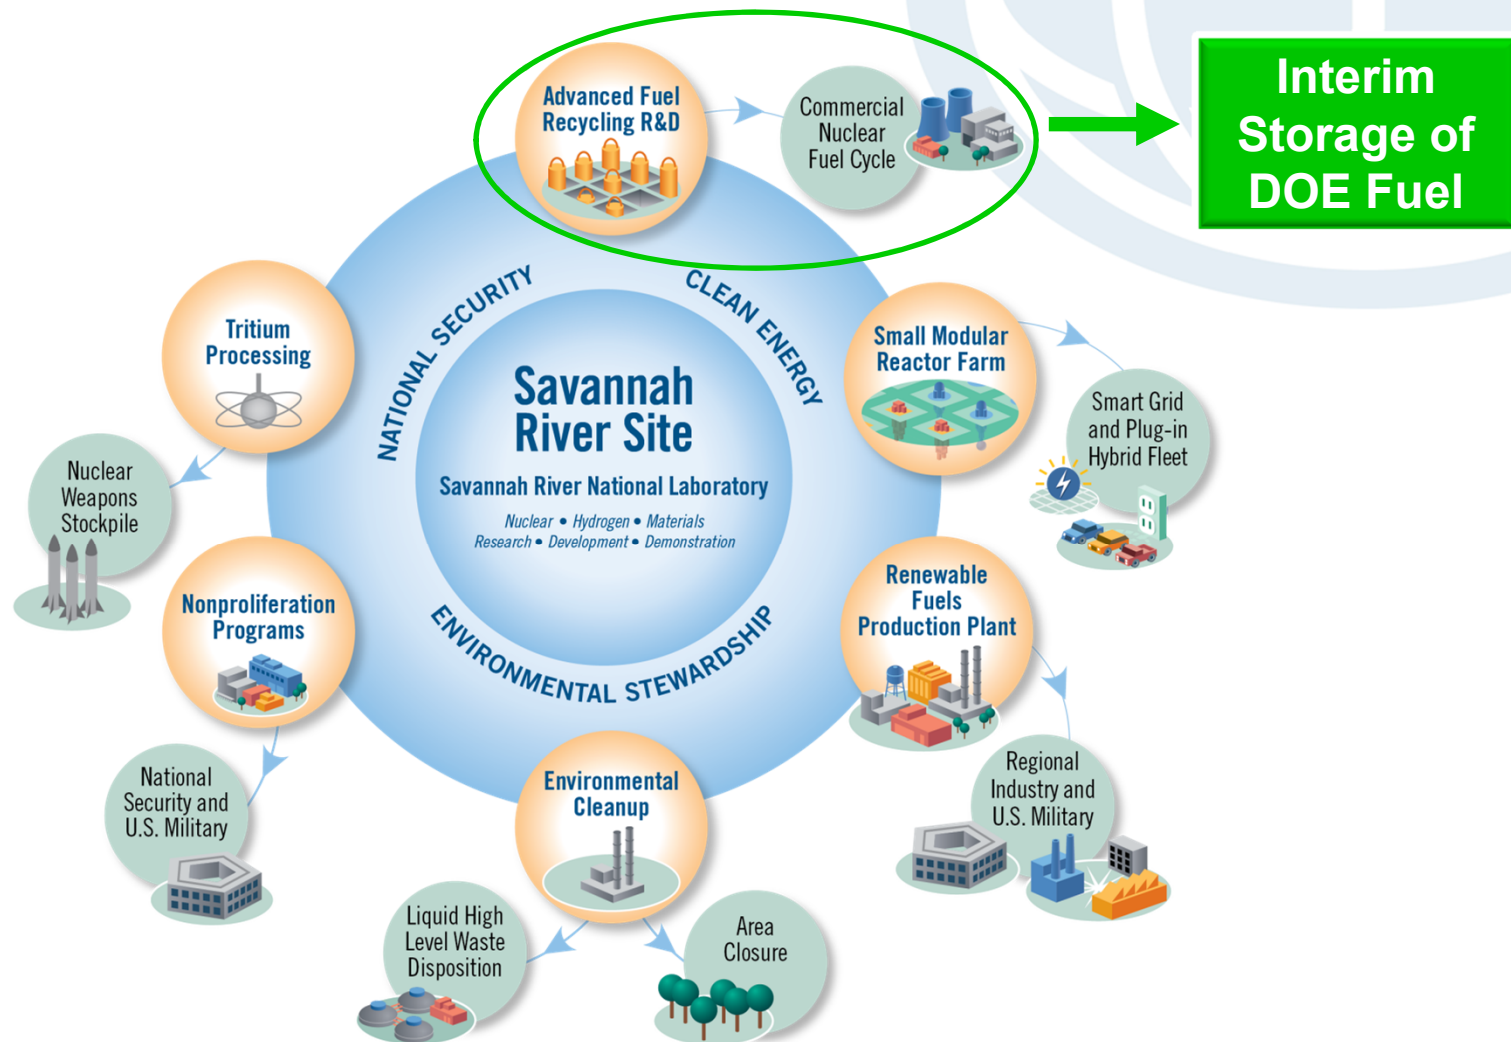 Advanced Fuel
Recycling R&D
Commercial
Nuclear
Fuel Cycle
Interim
Storage of
DOE Fuel
NATIONAL SECURITY
CLEAN ENERGY
ENVIRONMENTAL STEWARDSHIP
Savannah
River Site
Savannah River National Laboratory
Nuclear • Hydrogen • Materials
Research • Development • Demonstration
Tritium
Processing
Nuclear
Weapons
Stockpile
Small Modular
Reactor Farm
Smart Grid
and Plug-in
Hybrid Fleet
Nonproliferation
Programs
National
Security and
U.S. Military
Renewable
Fuels
Production Plant
Regional
Industry and
U.S. Military
Environmental
Cleanup
Liquid High
Level Waste
Disposition
Area
Closure